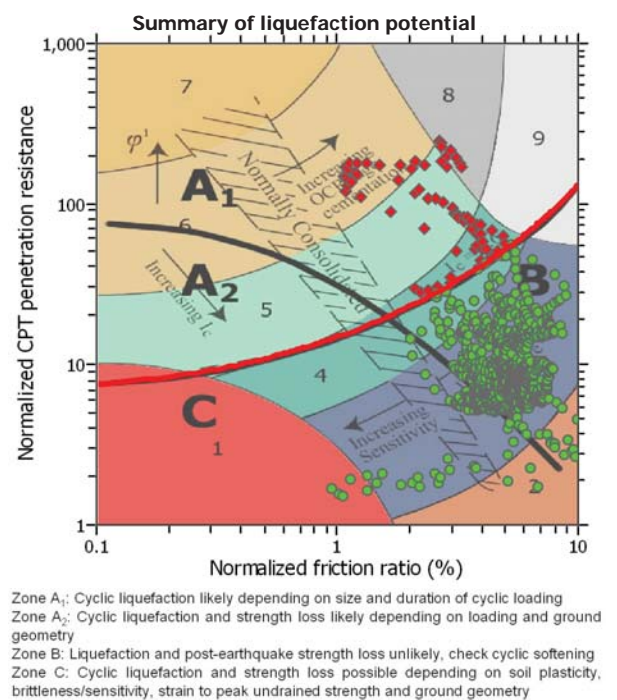 Summary of liquefaction potential
Normalized CPT penetration resistance
1,000
100
10
1
7
8
9
φ'
A1
Increasing
OCR
cementation
Normally Consolidated
6
A2
Increasing Ic
5
B
4
C
1
Increasing
Sensitivity
2
0.1
1
10
Normalized friction ratio (%)
Zone A1: Cyclic liquefaction likely depending on size and duration of cyclic loading
Zone A2: Cyclic liquefaction and strength loss likely depending on loading and ground
geometry
Zone B: Liquefaction and post-earthquake strength loss unlikely, check cyclic softening
Zone C: Cyclic liquefaction and strength loss possible depending on soil plasticity,
brittleness/sensitivity, strain to peak undrained strength and ground geometry